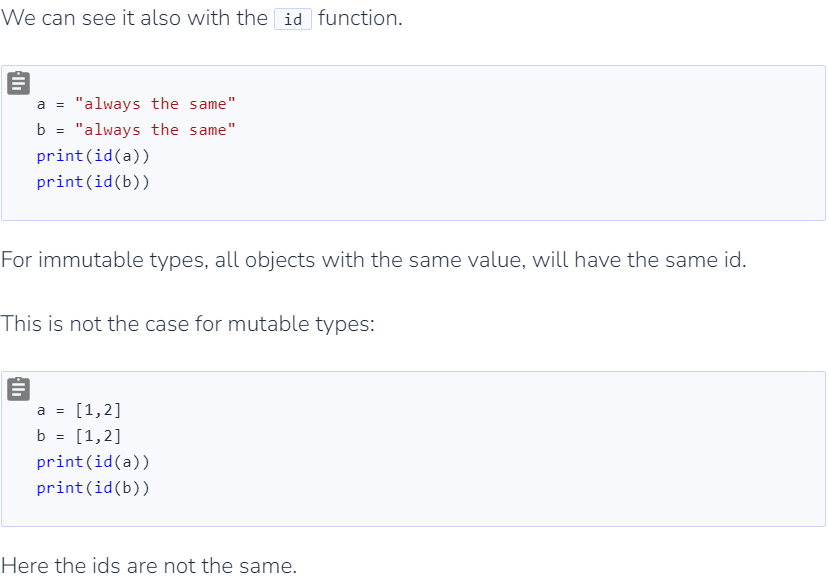 We can see it also with the id function.
a = "always the same"
b = "always the same"
print(id(a))
print(id(b))
For immutable types, all objects with the same value, will have the same id.
This is not the case for mutable types:
a = [1,2]
b = [1,2]
print(id(a))
print(id(b))
Here the ids are not the same.